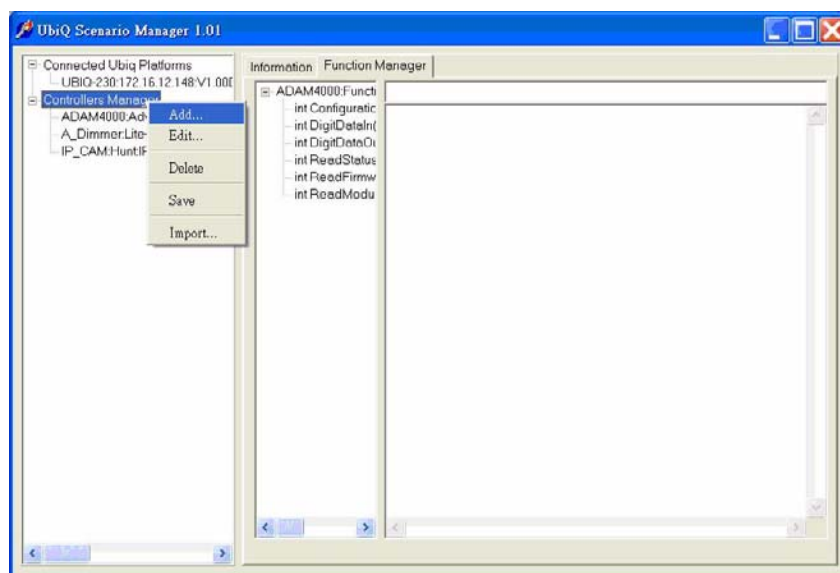 UbiQ Scenario Manager 1.01
Connected Ubiq Platforms
UBIQ-230:172.16.12.148:V1.00
Controllers Manager
ADAM4000:Adv
A_Dimmer:Lite-
IP_CAM:Hunt:IP
Add...
Edit...
Delete
Save
Import...
Information
Function Manager
ADAM4000:Functi
int Configuratic
int DigitDataIn(
int DigitDataOu
int ReadStatus
int ReadFirmw
int ReadModu